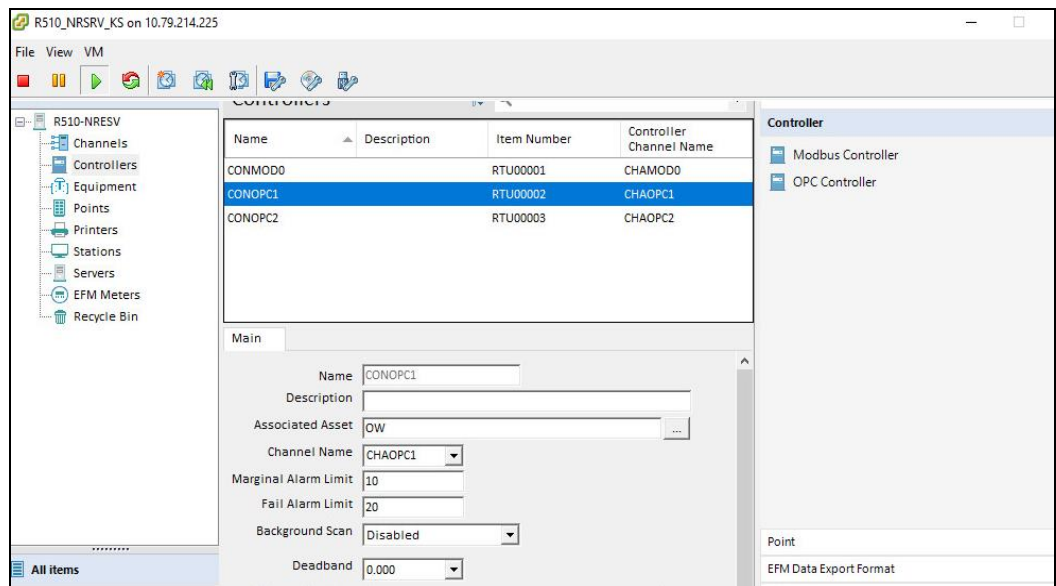 R510_NRSRV_KS on 10.79.214.225
File View VM
Controllers
R510-NRESV
Channels
Controllers
Equipment
Points
Printers
Stations
Servers
EFM Meters
Recycle Bin
All items
Name Description Item Number Controller Channel Name
CONMOD0 RTU00001 CHAMOD0
CONOPC1 RTU00002 CHAOPC1
CONOPC2 RTU00003 CHAOPC2
Main
Name CONOPC1
Description
Associated Asset OW ...
Channel Name CHAOPC1
Marginal Alarm Limit 10
Fail Alarm Limit 20
Background Scan Disabled
Deadband 0.000
Controller
Modbus Controller
OPC Controller
Point
EFM Data Export Format